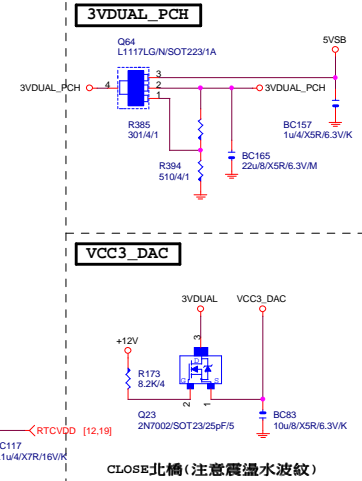 3VDUAL_PCH
Q64
L1117LG/N/SOT223/1A
5VSB
3VDUAL_PCH
4
3
2
1
3VDUAL_PCH
R385
301/4/1
BC157
1u/4/X5R/6.3V/K
R394
510/4/1
BC165
22u/8/X5R/6.3V/M
VCC3_DAC
3VDUAL
VCC3_DAC
+12V
3
R173
8.2K/4
G
S
2
1
Q23
2N7002/SOT23/25pF/5
BC83
10u/8/X5R/6.3V/K
RTCVDD [12,19]
C117
1u/4/X7R/16V/K
CLOSE北橋(注意震盪水波紋)